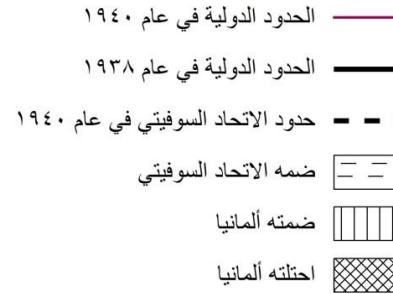 الحدود الدولية في عام ١٩٤٠
الحدود الدولية في عام ١٩٣٨
حدود الاتحاد السوفيتي في عام ١٩٤٠
ضمه الاتحاد السوفيتي
ضمته ألمانيا
احتلته ألمانيا